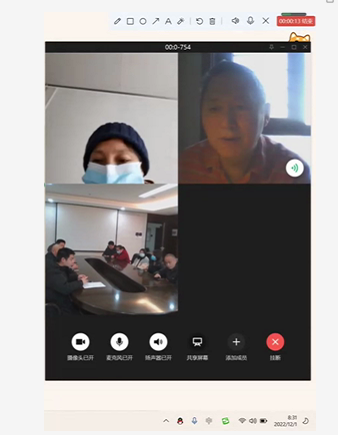 A
00:00:13 结束
00:0-754
摄像头已开 麦克风已开 扬声器已开 共享屏幕 添加成员 挂断
中
8:31
2022/12/1